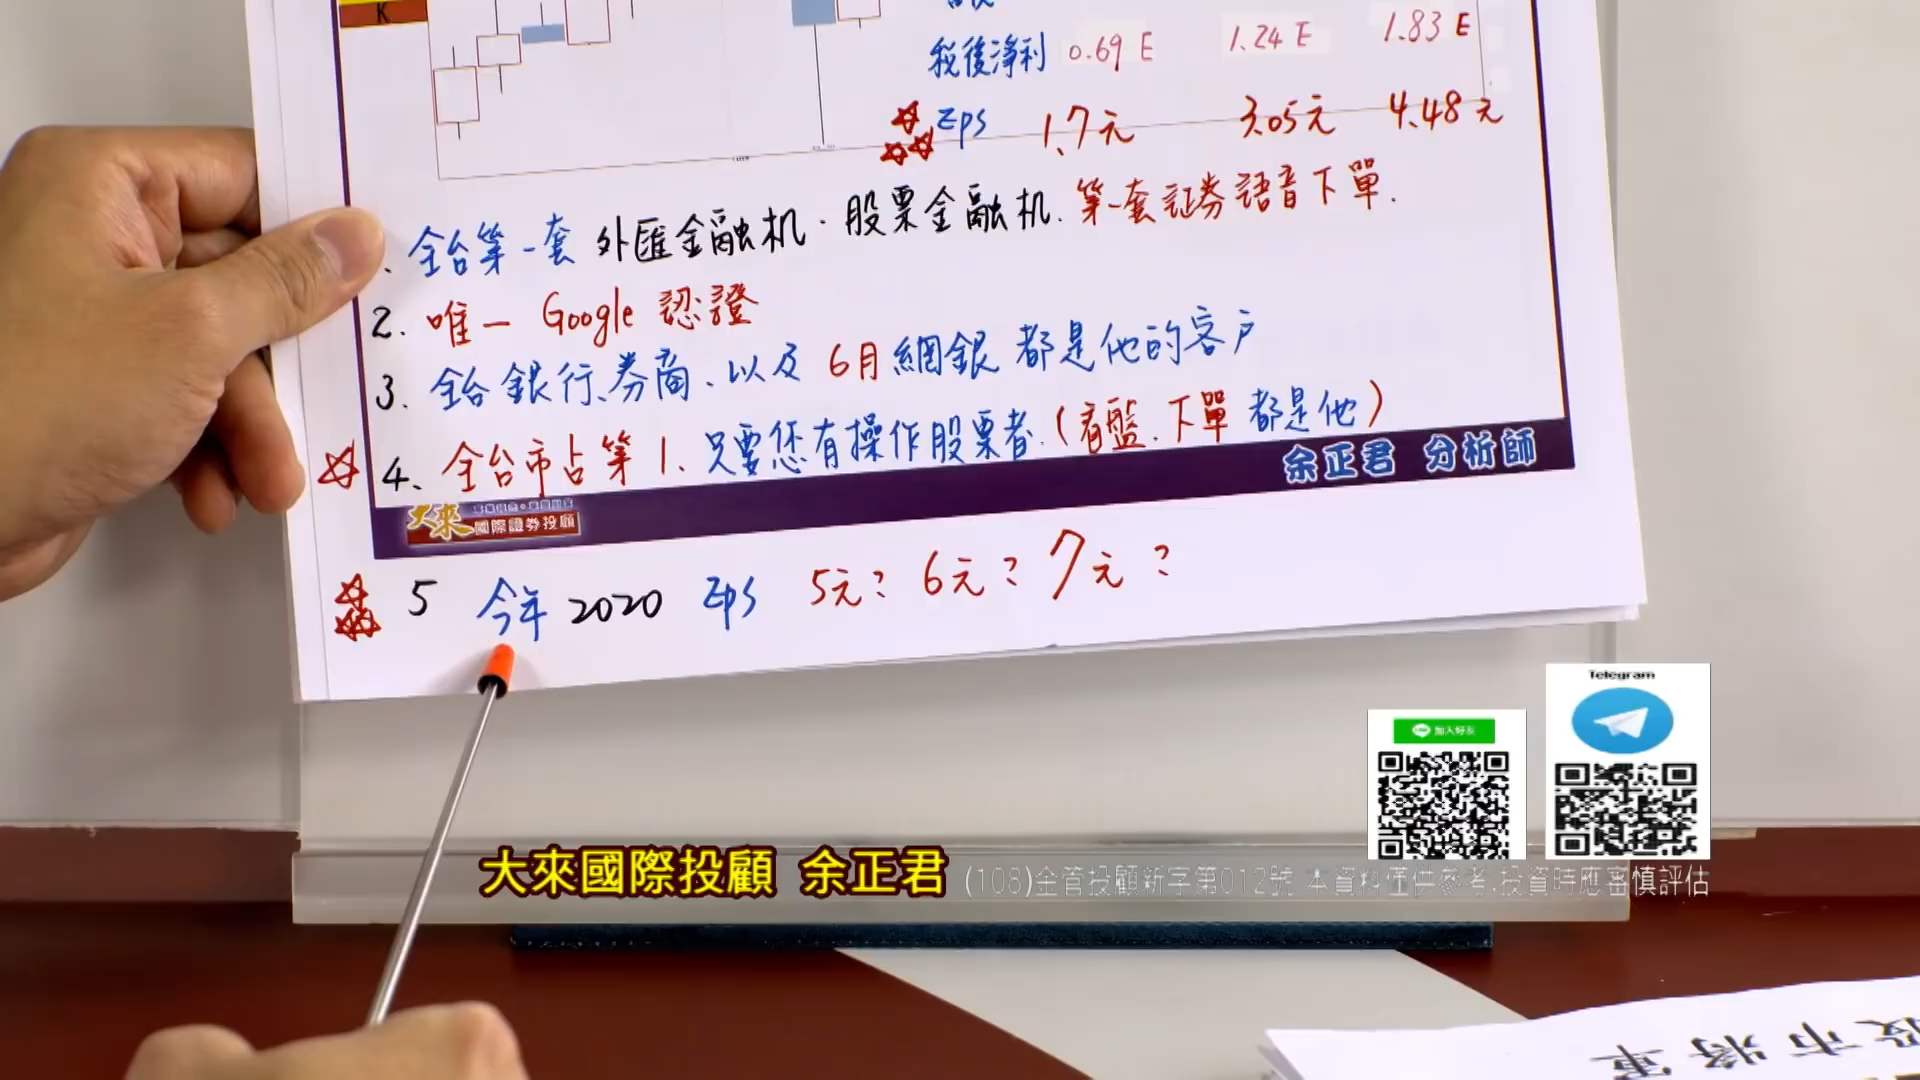 K
稅後淨利 0.69 E 1.24 E 1.83 E
Eps 1.7元 3.05元 4.48元
全台第一套 外匯金融机．股票金融机．第一套証券語音下單．
2. 唯一 Google 認證
3. 全台銀行、券商、以及 6月網銀 都是他的客戶
4. 全台市占第1、只要您有操作股票者.(看盤.下單 都是他)
余正君 分析師
大來
國際證券投顧
5 今年 2020 Eps 5元？ 6元？ 7元？
Telegram
加入好友
大來國際投顧 余正君 (108)金管投顧新字第012號 本資料僅供參考,投資時應審慎評估
股市將軍